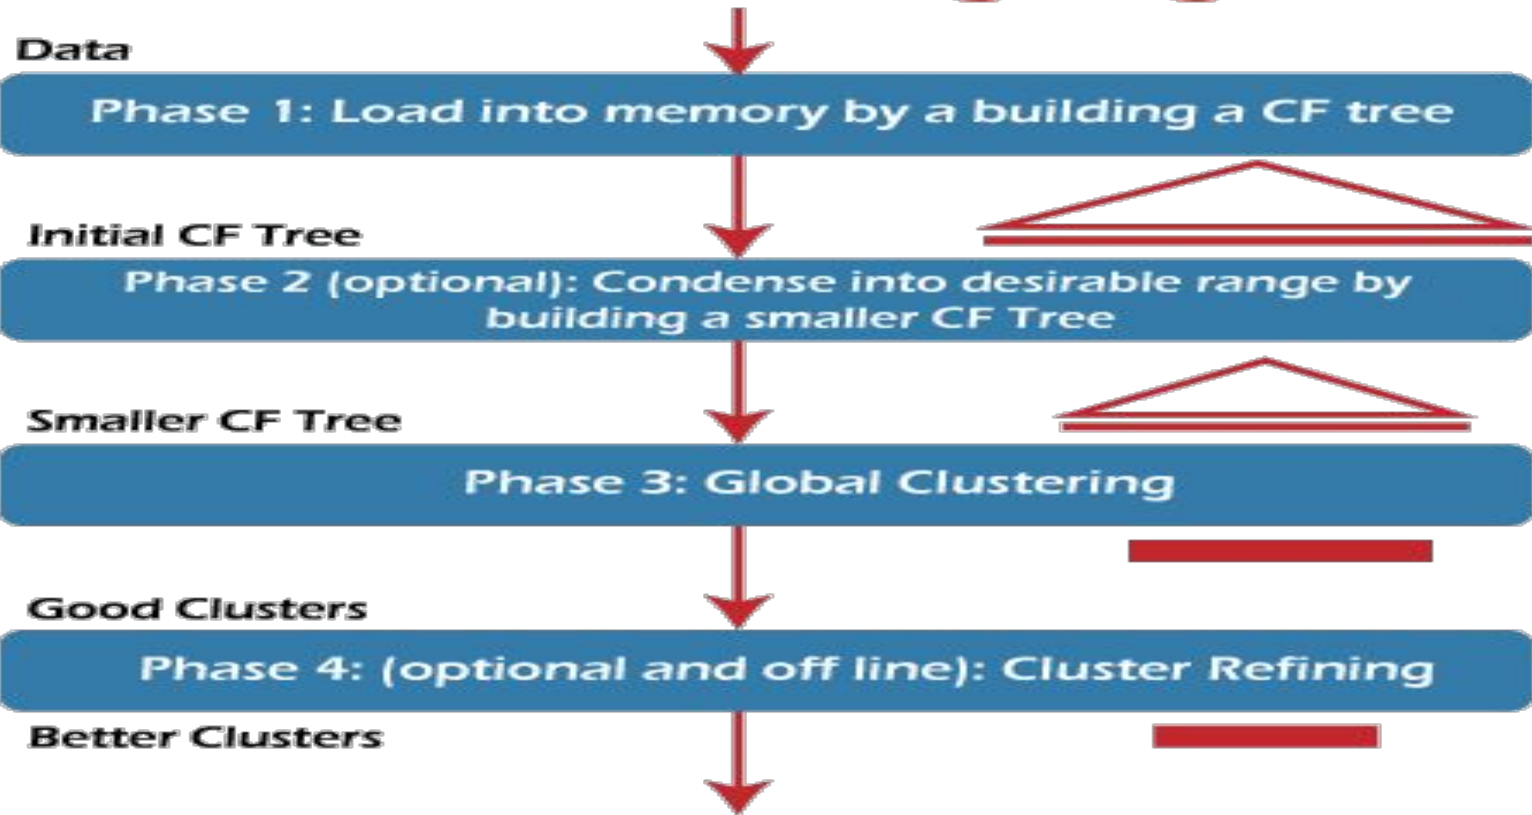 Data
Phase 1: Load into memory by a building a CF tree
Initial CF Tree
Phase 2 (optional): Condense into desirable range by
building a smaller CF Tree
Smaller CF Tree
Phase 3: Global Clustering
Good Clusters
Phase 4: (optional and off line): Cluster Refining
Better Clusters